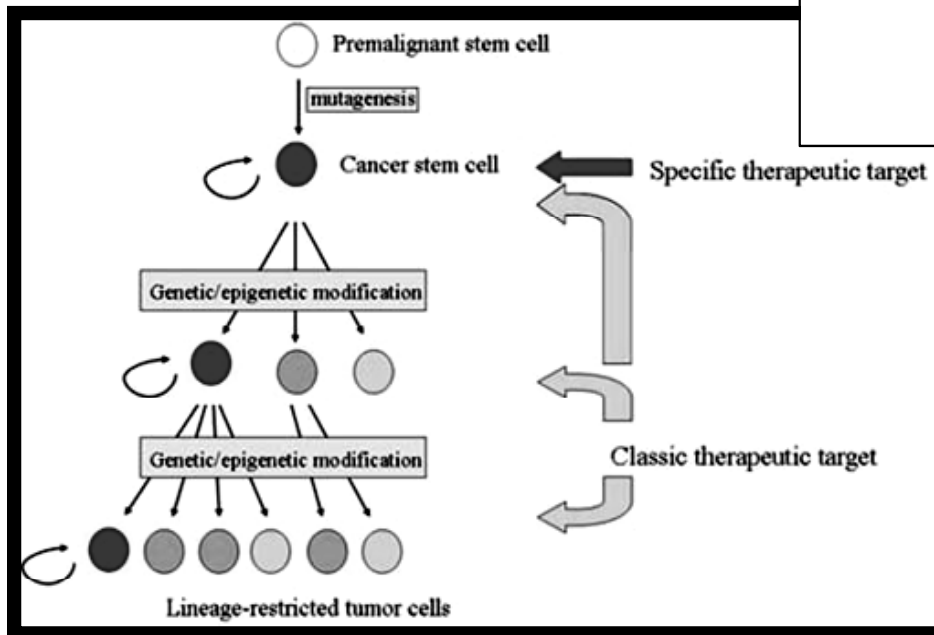 Premalignant stem cell
mutagenesis
Cancer stem cell
Specific therapeutic target
Genetic/epigenetic modification
Genetic/epigenetic modification
Classic therapeutic target
Lineage-restricted tumor cells